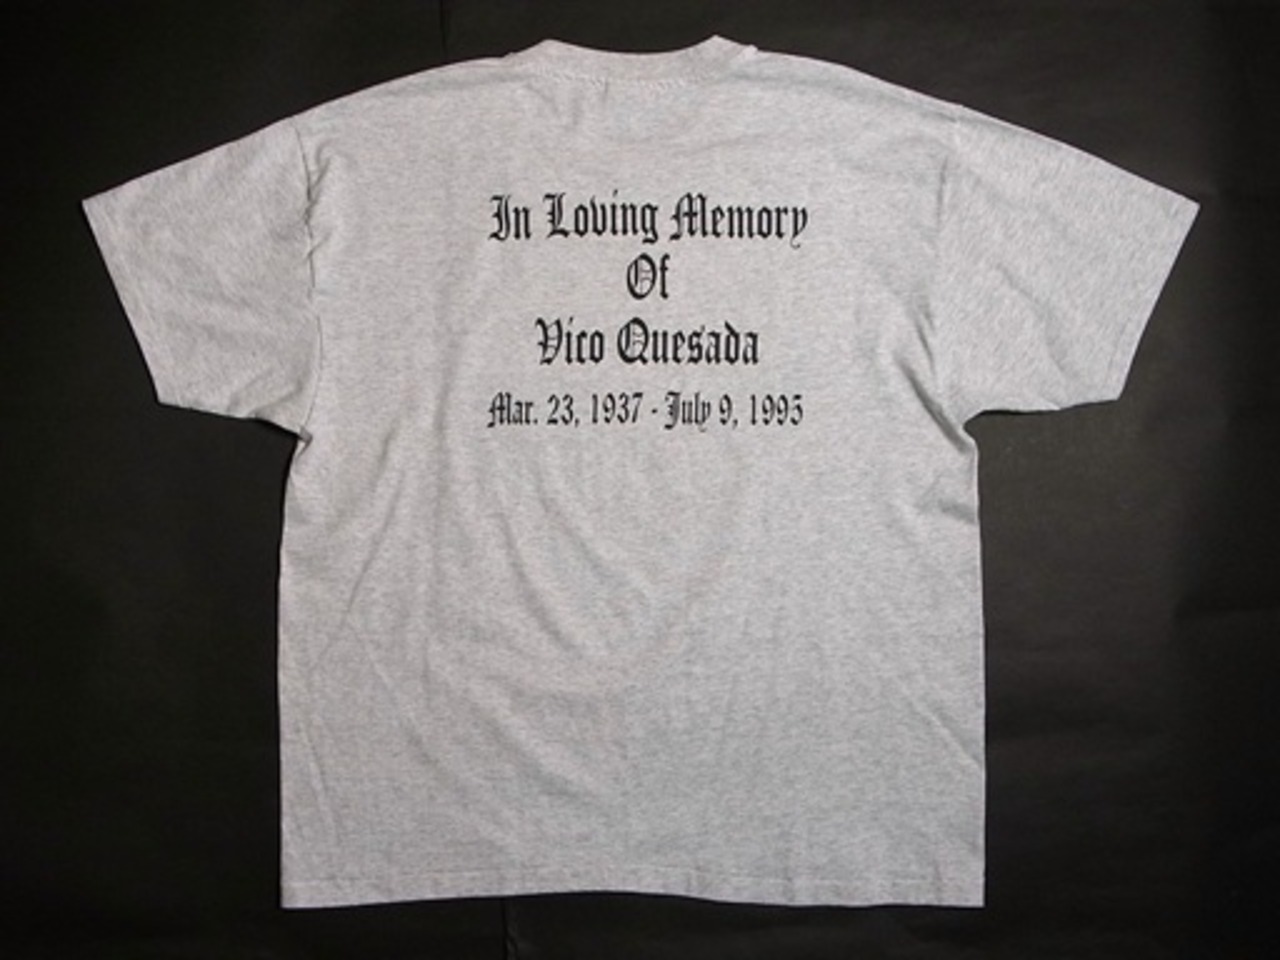 In Loving Memory
Of
Vico Quesada
Mar. 23, 1937 - July 9, 1995